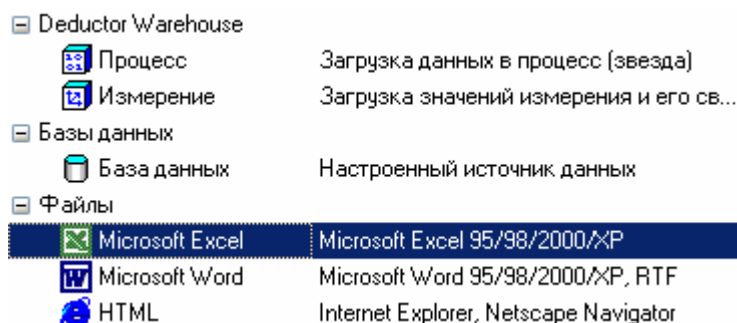 Deductor Warehouse
Процесс Загрузка данных в процесс (звезда)
Измерение Загрузка значений измерения и его св...
Базы данных
База данных Настроенный источник данных
Файлы
Microsoft Excel Microsoft Excel 95/98/2000/XP
Microsoft Word Microsoft Word 95/98/2000/XP, RTF
HTML Internet Explorer, Netscape Navigator